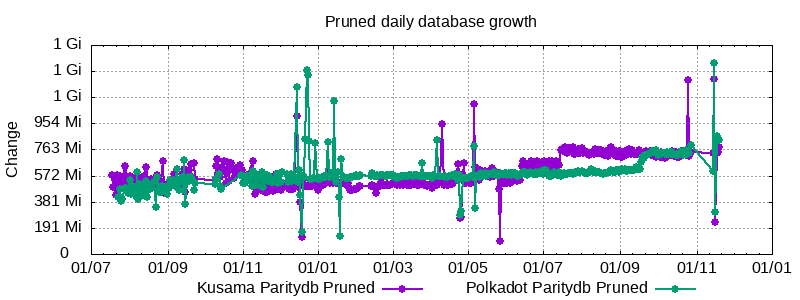 Pruned daily database growth
Change
1 Gi
1 Gi
1 Gi
954 Mi
763 Mi
572 Mi
381 Mi
191 Mi
0
01/07 01/09 01/11 01/01 01/03 01/05 01/07 01/09 01/11 01/01
Kusama Paritydb Pruned Polkadot Paritydb Pruned